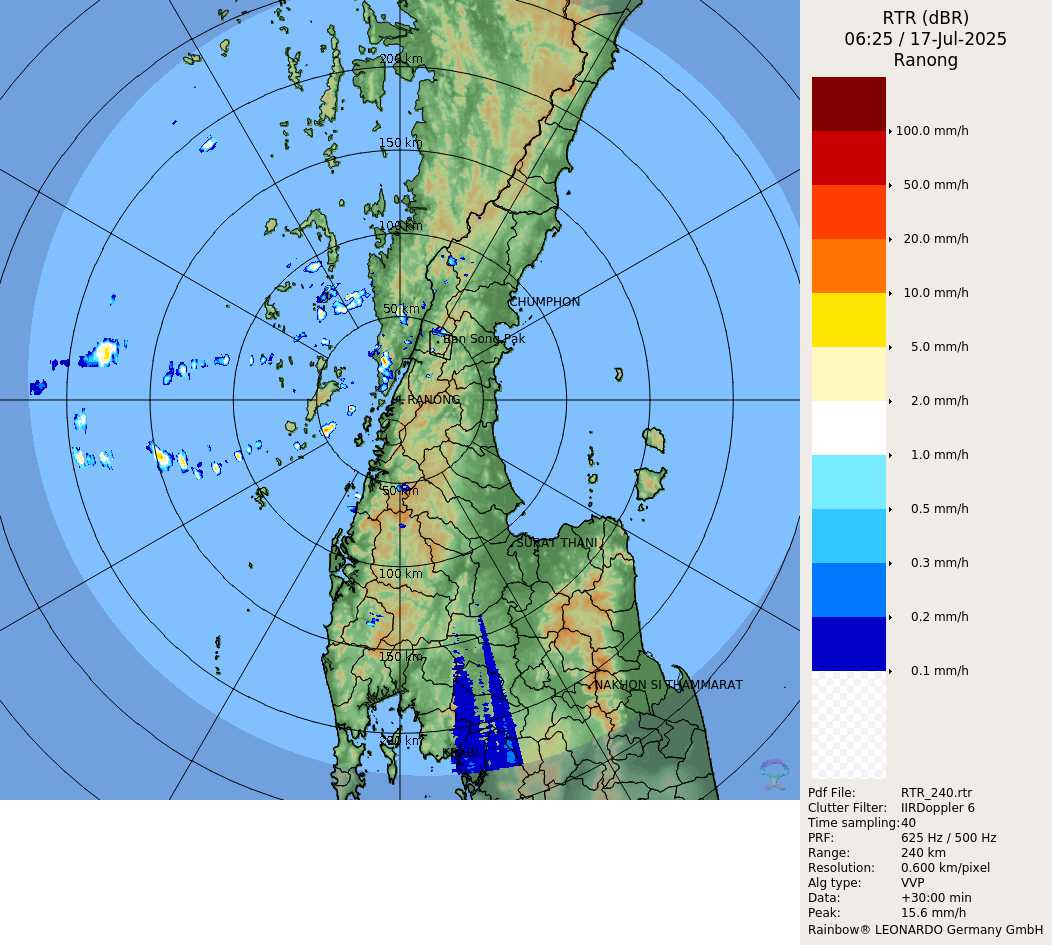 RTR (dBR)
06:25 / 17-Jul-2025
Ranong
200 km
150 km
100 km
50 km
CHUMPHON
Ban Song Pak
RANONG
50 km
SURAT THANI
100 km
150 km
NAKHON SI THAMMARAT
200 km
KRABI
100.0 mm/h
50.0 mm/h
20.0 mm/h
10.0 mm/h
5.0 mm/h
2.0 mm/h
1.0 mm/h
0.5 mm/h
0.3 mm/h
0.2 mm/h
0.1 mm/h
Pdf File: RTR_240.rtr
Clutter Filter: IIRDoppler 6
Time sampling:40
PRF: 625 Hz / 500 Hz
Range: 240 km
Resolution: 0.600 km/pixel
Alg type: VVP
Data: +30:00 min
Peak: 15.6 mm/h
Rainbow® LEONARDO Germany GmbH